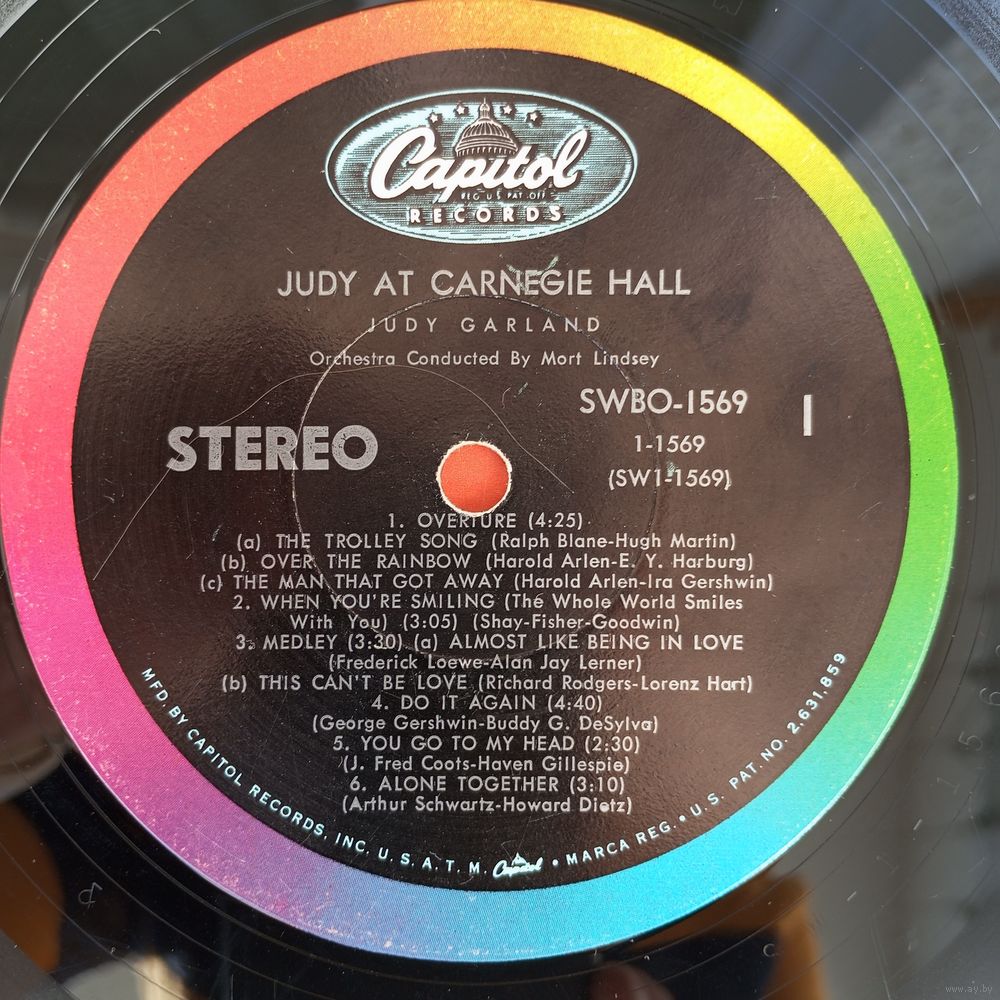 Capitol
REG. U.S. PAT. OFF.
RECORDS
JUDY AT CARNEGIE HALL
JUDY GARLAND
Orchestra Conducted By Mort Lindsey
SWBO-1569
I
STEREO
1-1569
(SW1-1569)
1. OVERTURE (4:25)
(a) THE TROLLEY SONG (Ralph Blane-Hugh Martin)
(b) OVER THE RAINBOW (Harold Arlen-E. Y. Harburg)
(c) THE MAN THAT GOT AWAY (Harold Arlen-Ira Gershwin)
2. WHEN YOU'RE SMILING (The Whole World Smiles
With You) (3:05) (Shay-Fisher-Goodwin)
3. MEDLEY (3:30) (a) ALMOST LIKE BEING IN LOVE
(Frederick Loewe-Alan Jay Lerner)
(b) THIS CAN'T BE LOVE (Richard Rodgers-Lorenz Hart)
4. DO IT AGAIN (4:40)
(George Gershwin-Buddy G. DeSylva)
5. YOU GO TO MY HEAD (2:30)
(J. Fred Coots-Haven Gillespie)
6. ALONE TOGETHER (3:10)
(Arthur Schwartz-Howard Dietz)
MFD. BY CAPITOL RECORDS, INC. U. S. A. T. M. Capitol • MARCA REG. • U. S. PAT. NO. 2,631,859
www.ay.by